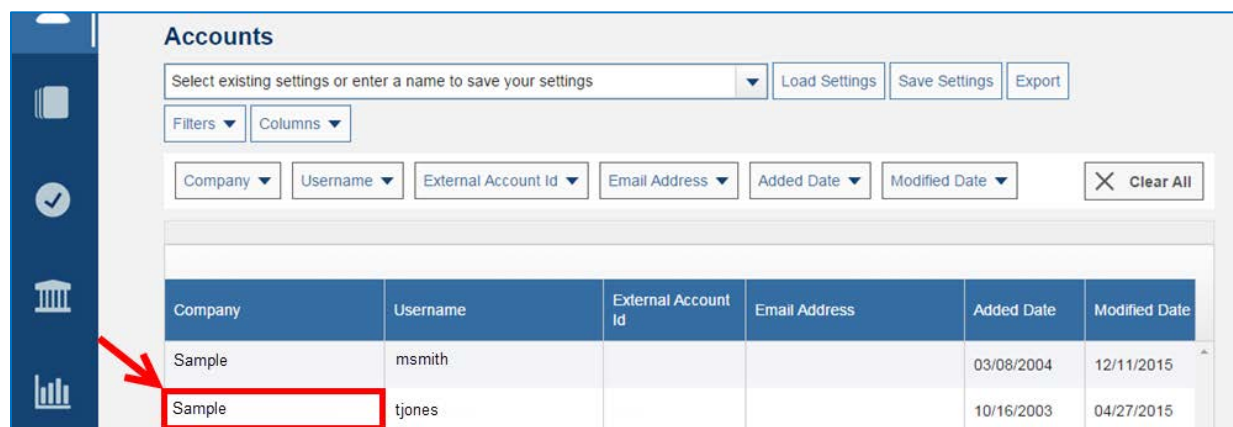 Accounts
Select existing settings or enter a name to save your settings Load Settings Save Settings Export
Filters Columns
Company Username External Account Id Email Address Added Date Modified Date Clear All
Company Username External Account Id Email Address Added Date Modified Date
Sample msmith 03/08/2004 12/11/2015
Sample tjones 10/16/2003 04/27/2015